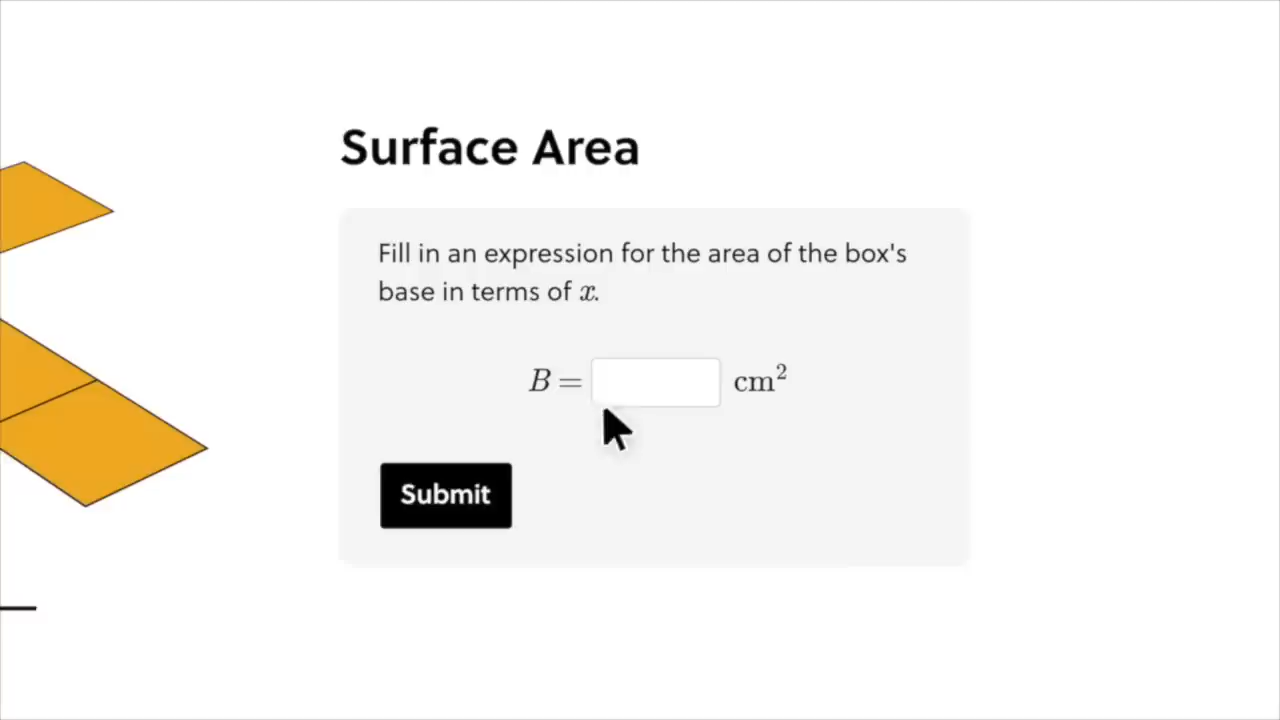 Surface Area
Fill in an expression for the area of the box's
base in terms of x.
B = cm²
Submit